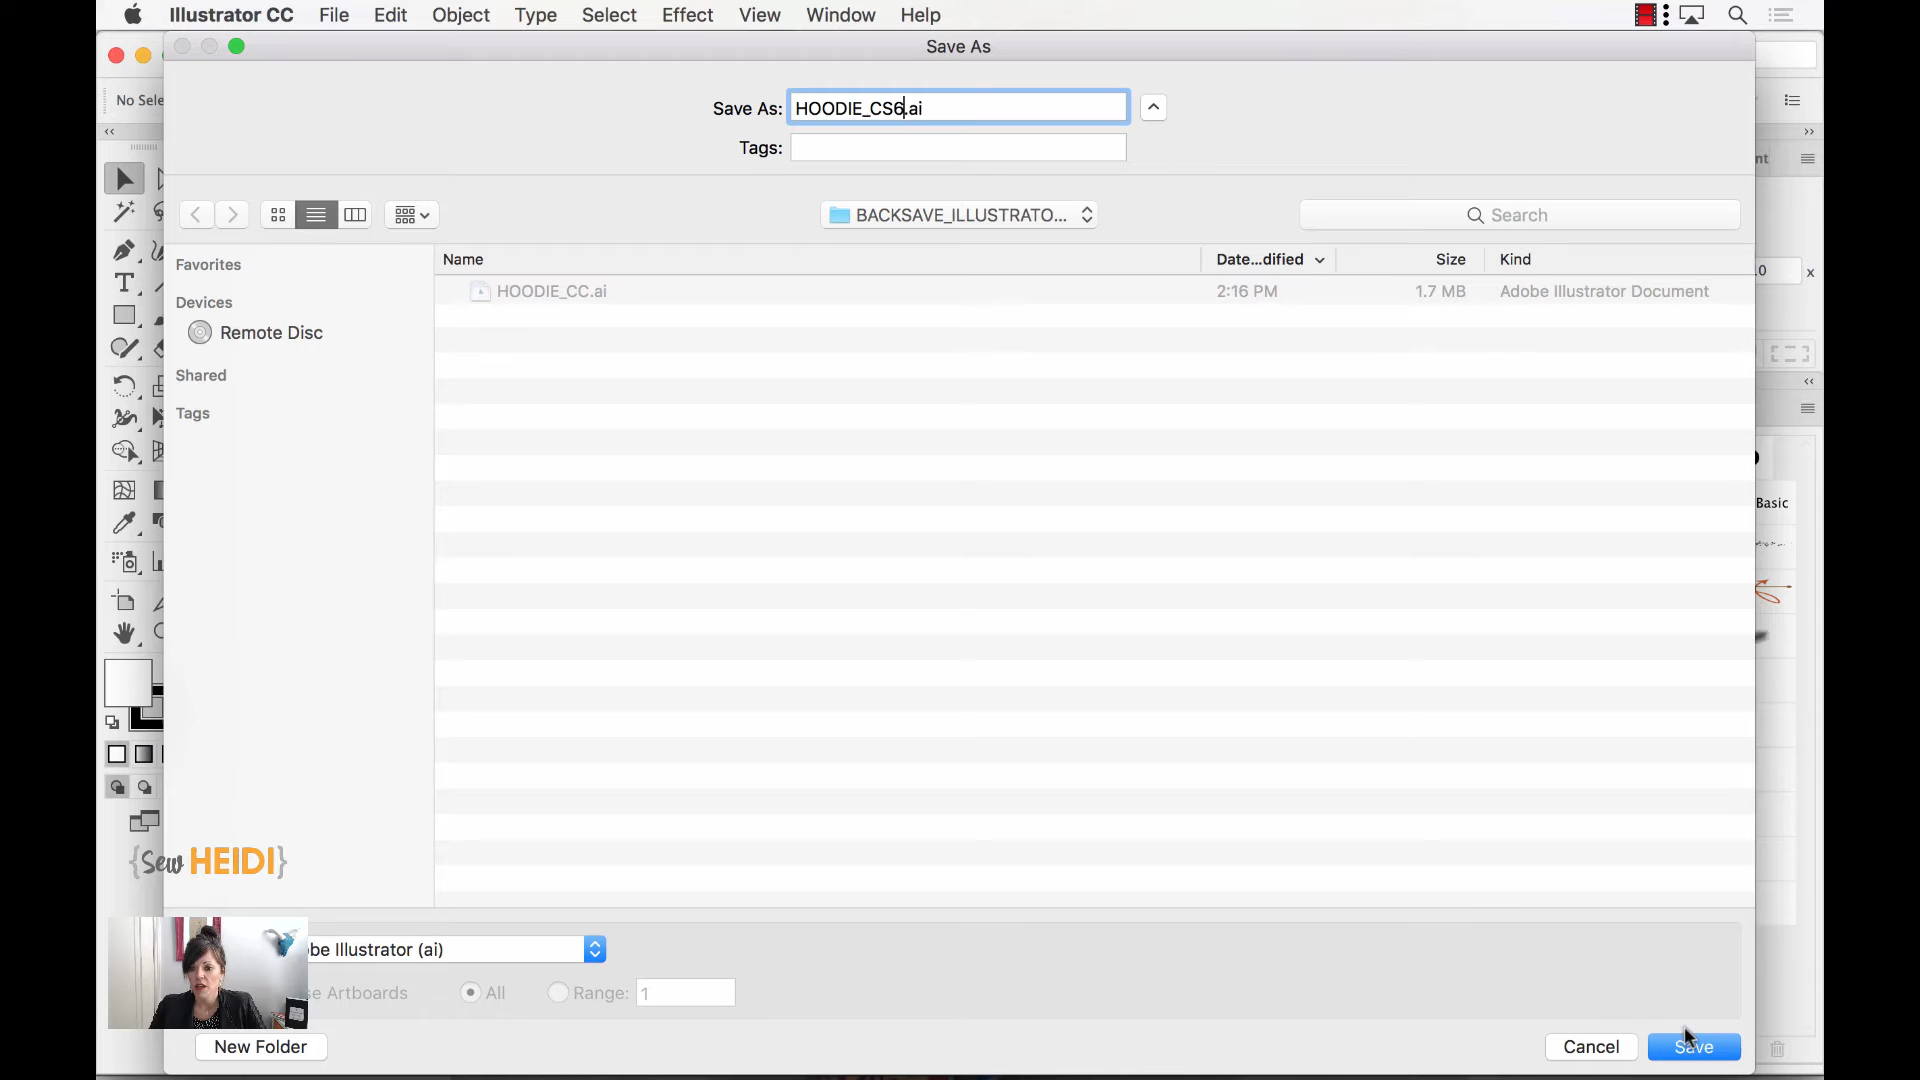 Illustrator CC File Edit Object Type Select Effect View Window Help
Save As
No Sele
Save As: HOODIE_CS6.ai
Tags:
nt
BACKSAVE_ILLUSTRATO...
Search
Favorites
Name Date...dified Size Kind
.0 x
HOODIE_CC.ai 2:16 PM 1.7 MB Adobe Illustrator Document
Devices
Remote Disc
Shared
Tags
Basic
{Sew HEIDI}
be Illustrator (ai)
se Artboards All Range: 1
New Folder Cancel Save